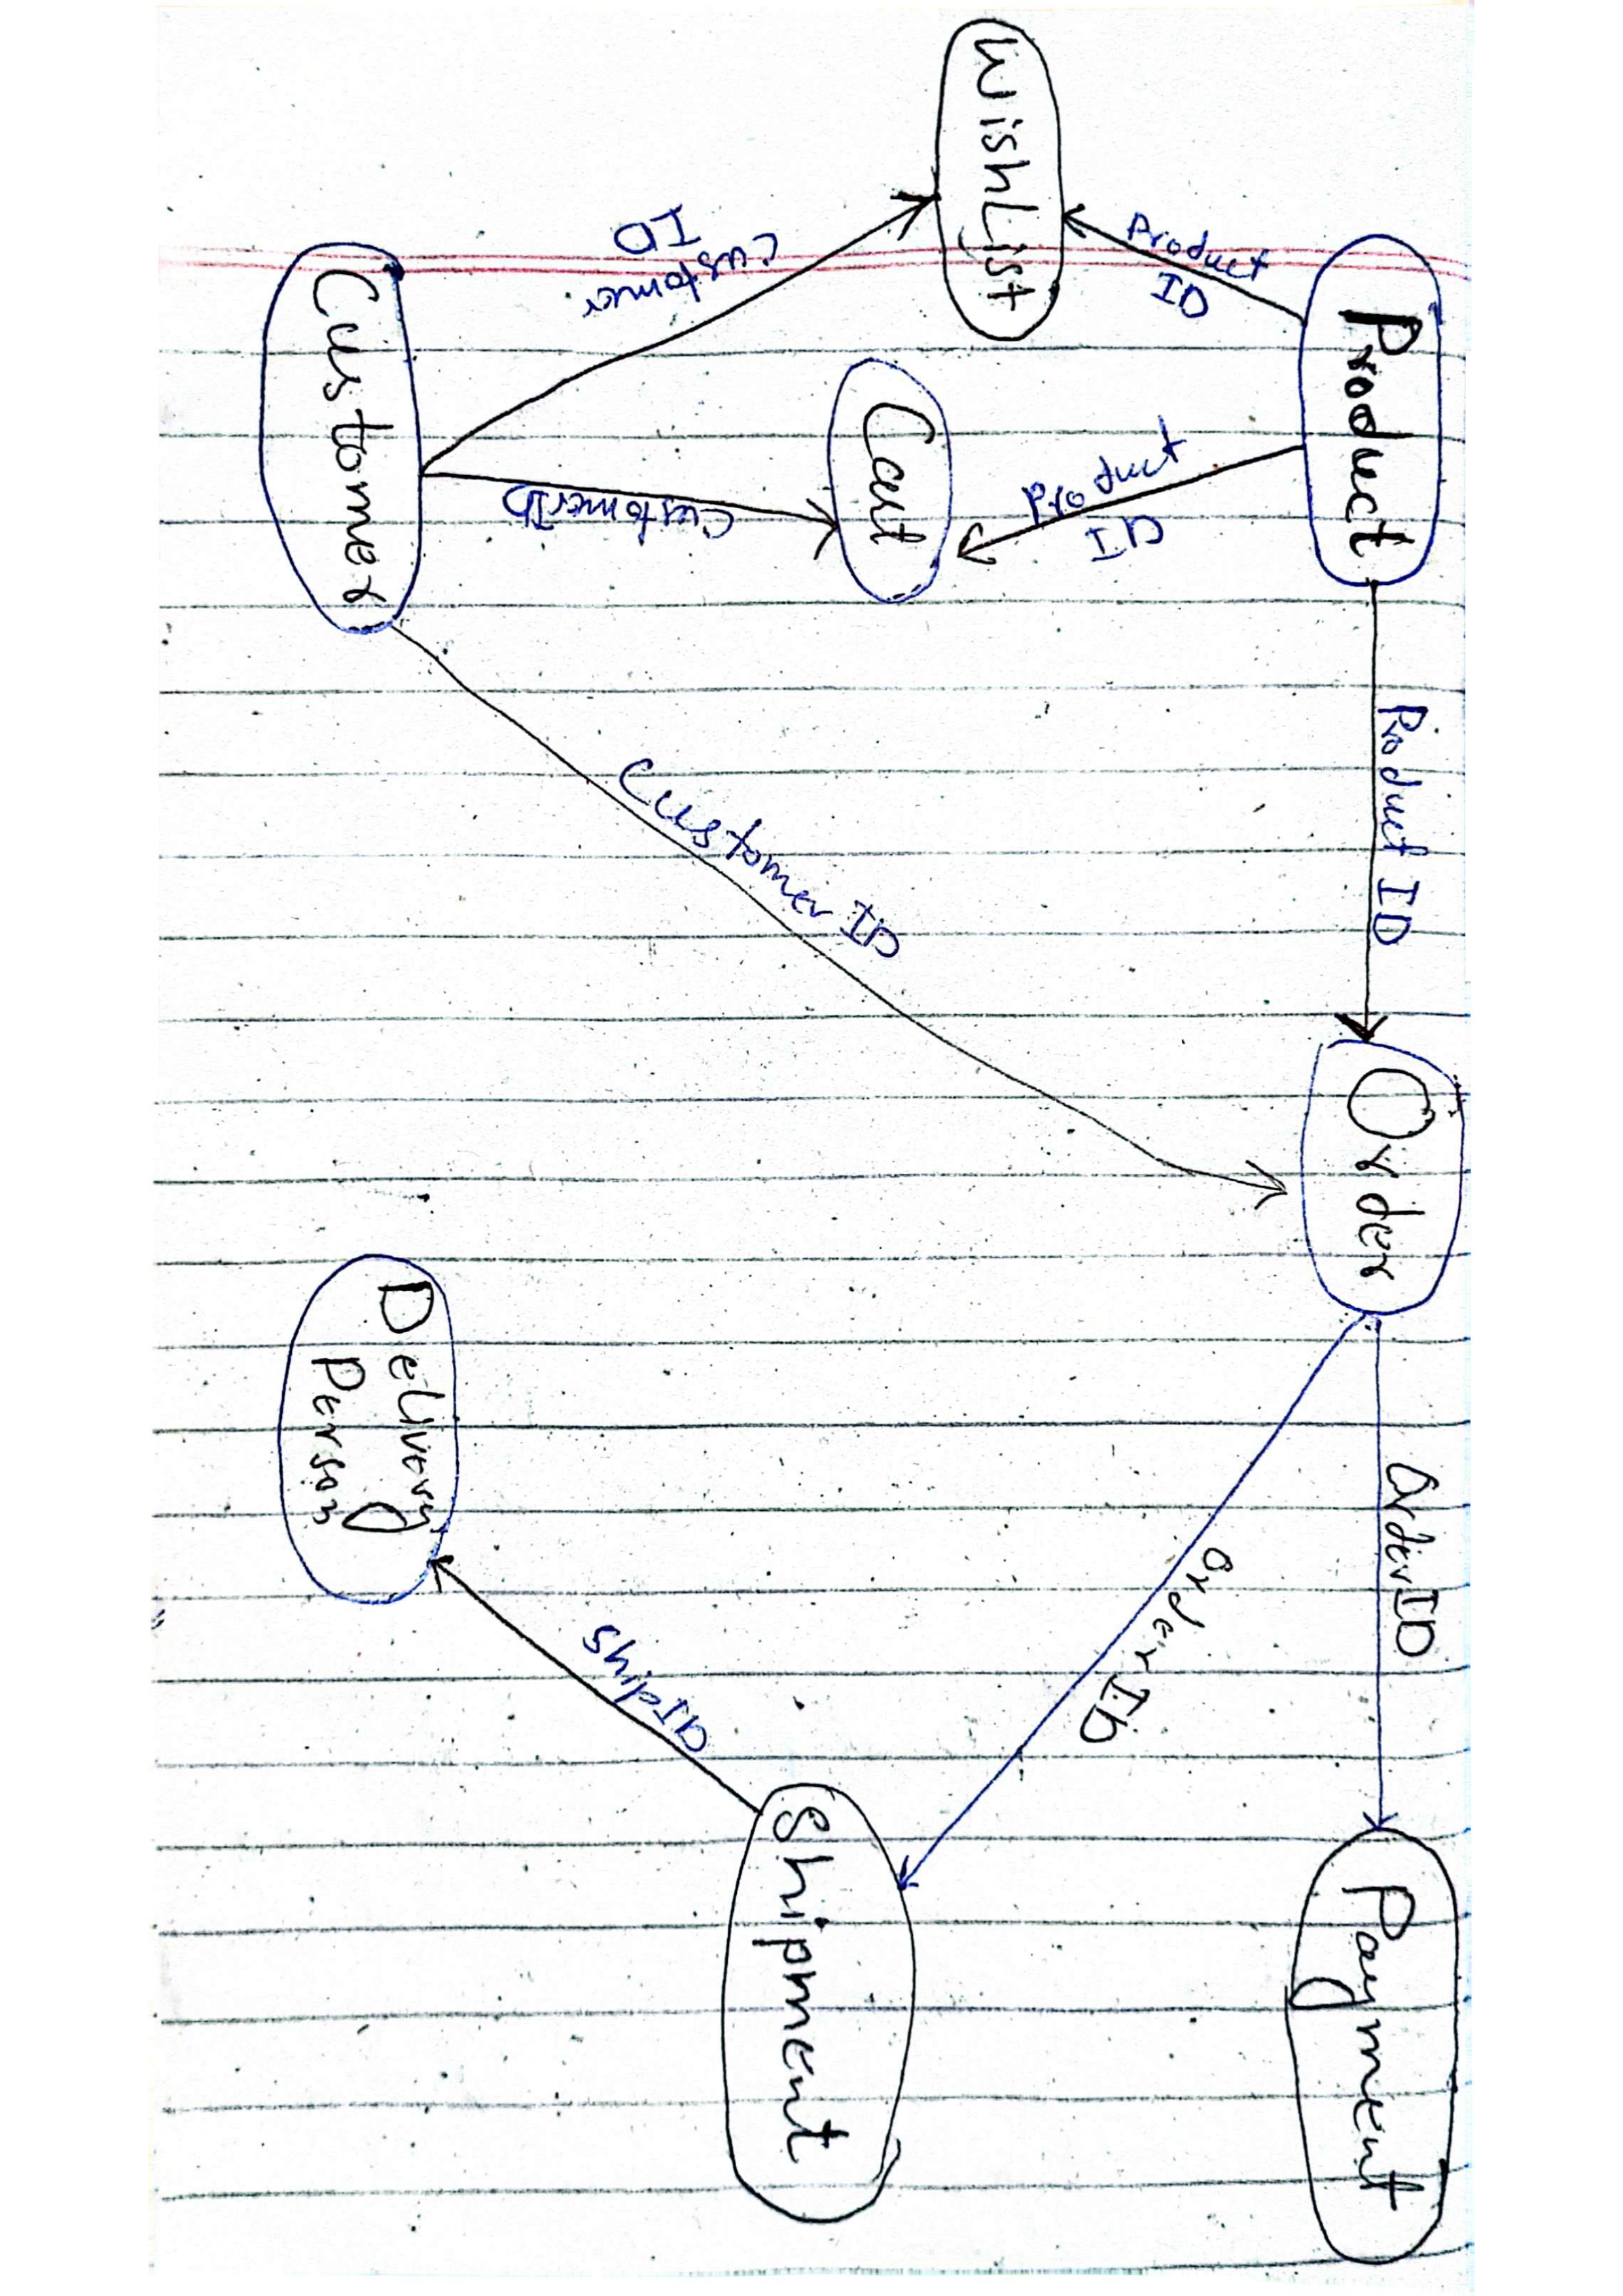 Product
Product ID
Order
OrderID
Payment
Product
ID
Product
ID
WishList
Cart
Order ID
Customer
ID
CustomerID
Customer ID
Shipment
ShipID
Customer
Delivery
Person